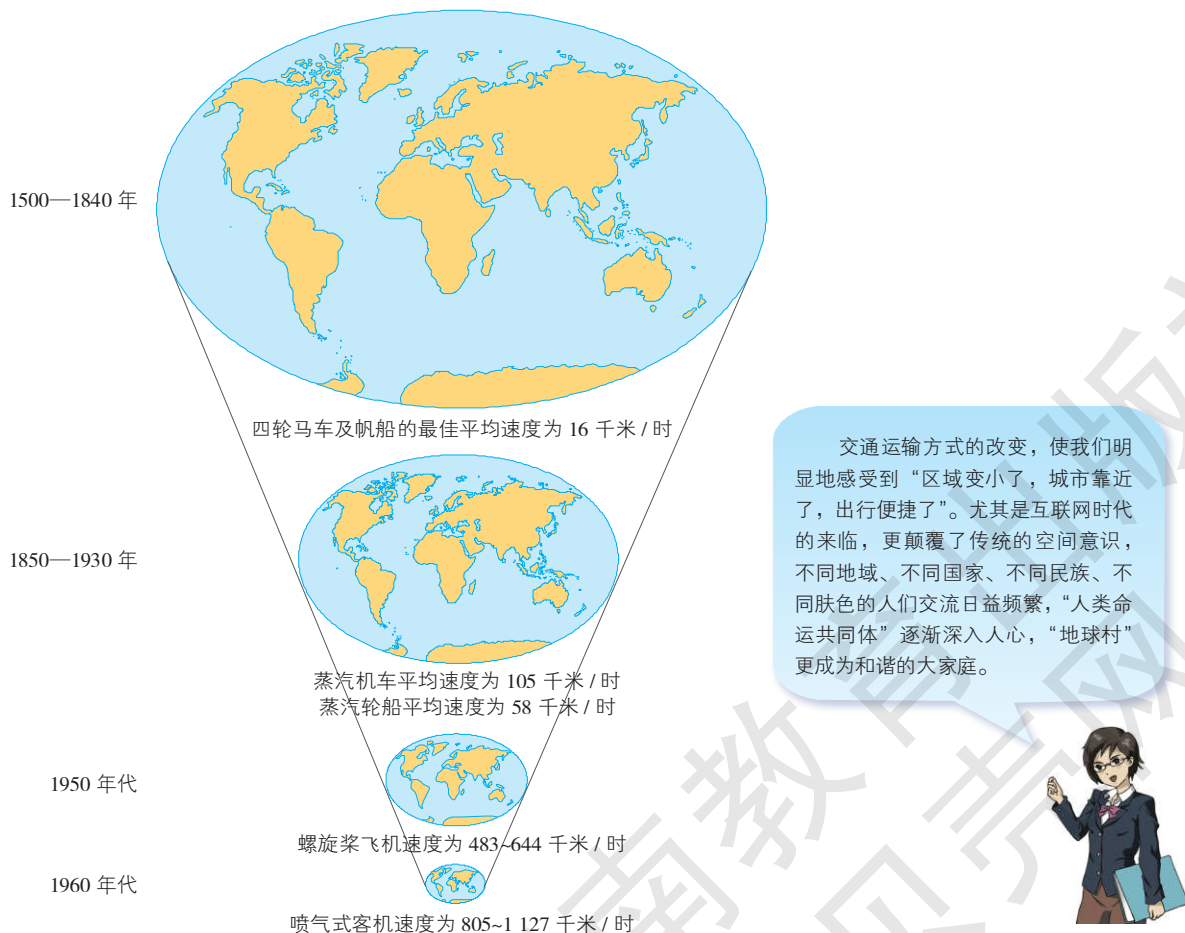 1500—1840 年
四轮马车及帆船的最佳平均速度为 16 千米 / 时
1850—1930 年
蒸汽机车平均速度为 105 千米 / 时
蒸汽轮船平均速度为 58 千米 / 时
1950 年代
螺旋桨飞机速度为 483~644 千米 / 时
1960 年代
喷气式客机速度为 805~1 127 千米 / 时
交通运输方式的改变，使我们明
显地感受到“区域变小了，城市靠近
了，出行便捷了”。尤其是互联网时代
的来临，更颠覆了传统的空间意识，
不同地域、不同国家、不同民族、不
同肤色的人们交流日益频繁，“人类命
运共同体”逐渐深入人心，“地球村”
更成为和谐的大家庭。
南教育出版
贝壳网